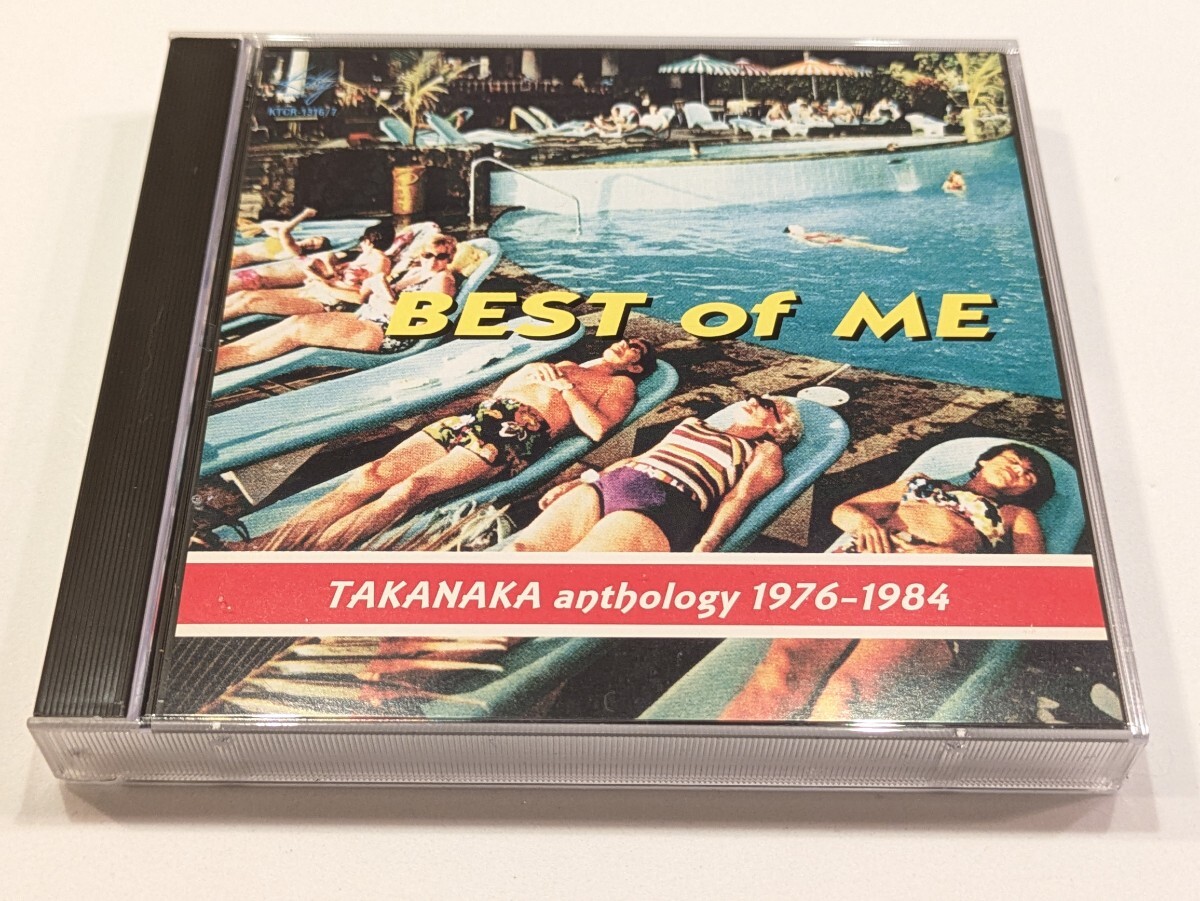 BEST of ME
TAKANAKA anthology 1976-1984